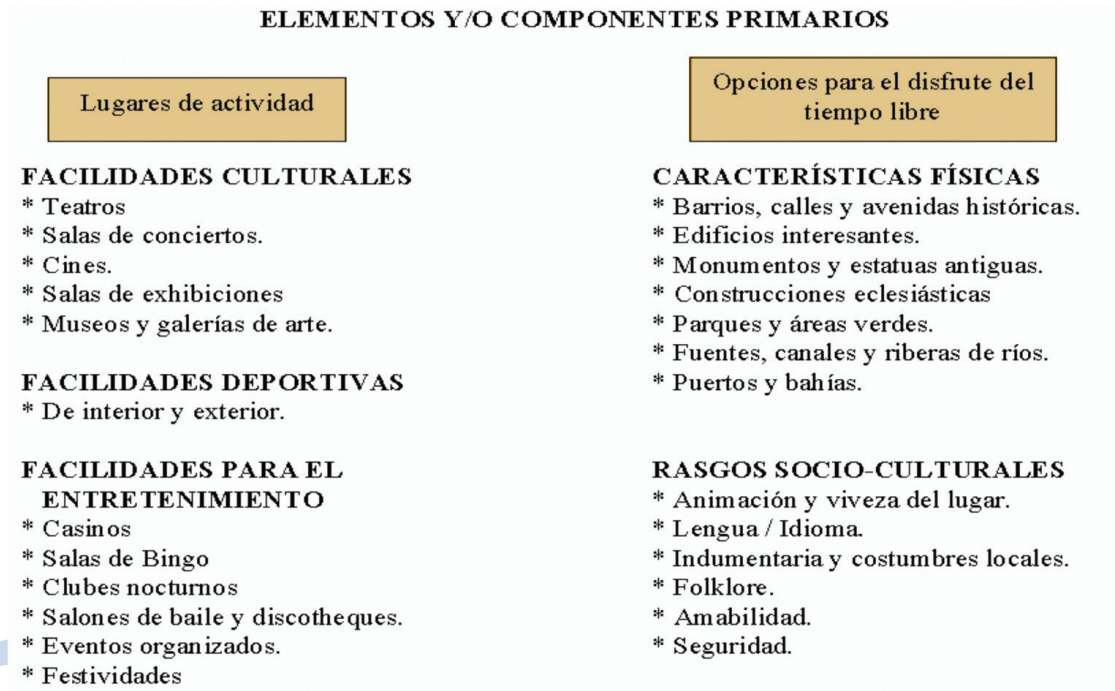 ELEMENTOS Y/O COMPONENTES PRIMARIOS
Lugares de actividad
FACILIDADES CULTURALES
* Teatros
* Salas de conciertos.
* Cines.
* Salas de exhibiciones
* Museos y galerías de arte.
FACILIDADES DEPORTIVAS
* De interior y exterior.
FACILIDADES PARA EL
ENTRETENIMIENTO
* Casinos
* Salas de Bingo
* Clubes nocturnos
* Salones de baile y discotheques.
* Eventos organizados.
* Festividades
Opciones para el disfrute del
tiempo libre
CARACTERÍSTICAS FÍSICAS
* Barrios, calles y avenidas históricas.
* Edificios interesantes.
* Monumentos y estatuas antiguas.
* Construcciones eclesiásticas
* Parques y áreas verdes.
* Fuentes, canales y riberas de ríos.
* Puertos y bahías.
RASGOS SOCIO-CULTURALES
* Animación y viveza del lugar.
* Lengua / Idioma.
* Indumentaria y costumbres locales.
* Folklore.
* Amabilidad.
* Seguridad.